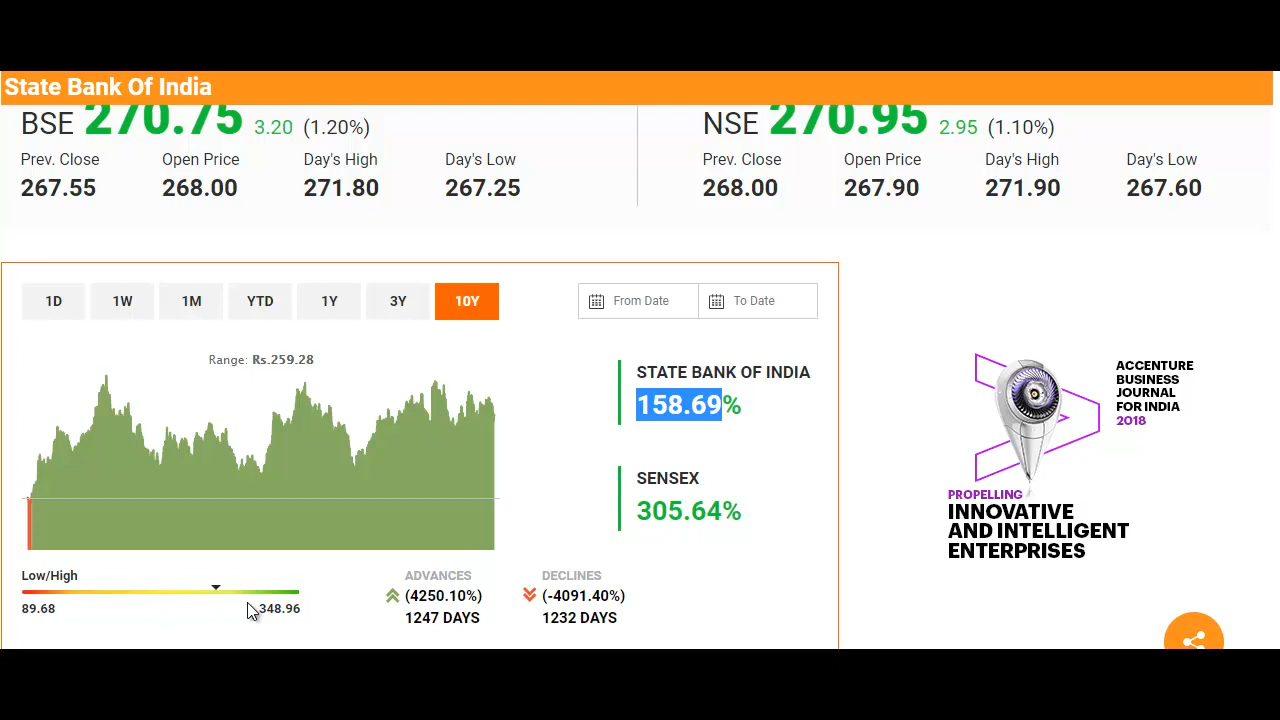 State Bank Of India
BSE 270.75 3.20 (1.20%)
Prev. Close Open Price Day's High Day's Low
267.55 268.00 271.80 267.25
NSE 270.95 2.95 (1.10%)
Prev. Close Open Price Day's High Day's Low
268.00 267.90 271.90 267.60
1D 1W 1M YTD 1Y 3Y 10Y
From Date To Date
Range: Rs.259.28
STATE BANK OF INDIA
158.69%
SENSEX
305.64%
Low/High
89.68 348.96
ADVANCES
(4250.10%)
1247 DAYS
DECLINES
(-4091.40%)
1232 DAYS
ACCENTURE
BUSINESS
JOURNAL
FOR INDIA
2018
PROPELLING
INNOVATIVE
AND INTELLIGENT
ENTERPRISES